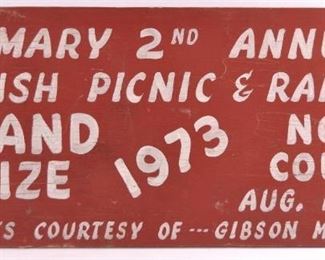 MARY 2ND ANNU
ISH PICNIC & RA
AND 1973 NO
IZE COU
AUG.
S COURTESY OF --- GIBSON M